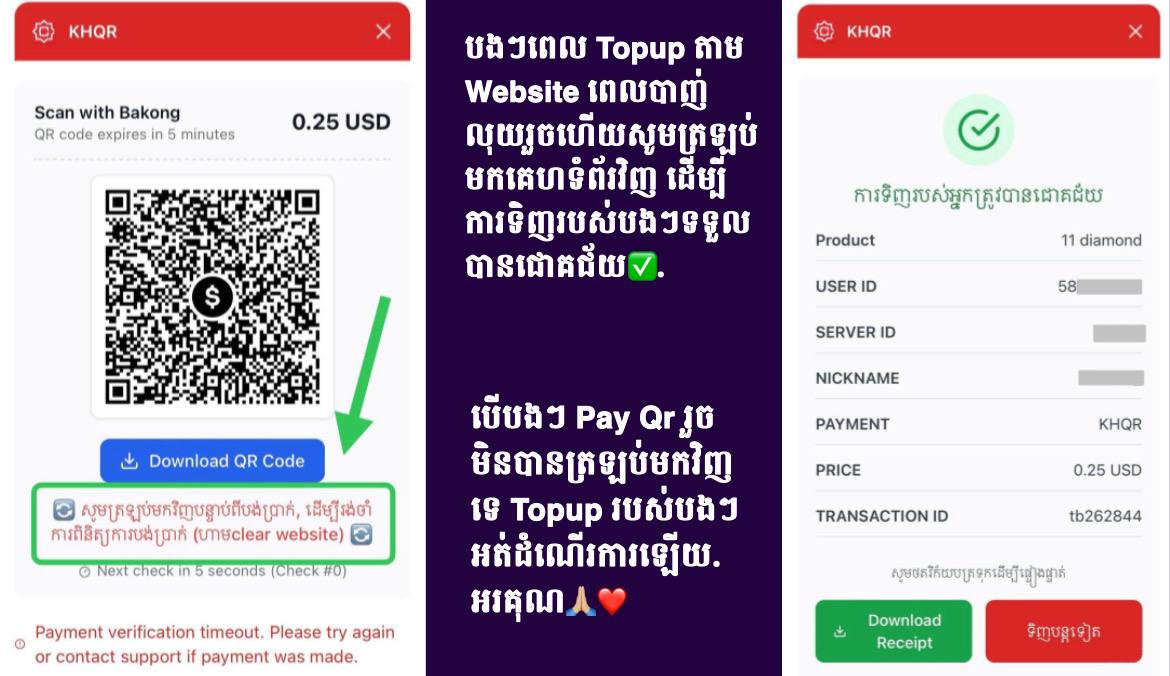 KHQR
Scan with Bakong
QR code expires in 5 minutes
0.25 USD
Download QR Code
🔄 សូមត្រឡប់មកវិញបន្ទាប់ពីបង់ប្រាក់, ដើម្បីរង់ចាំ
ការពិនិត្យការបង់ប្រាក់ (ហាមclear website) 🔄
Next check in 5 seconds (Check #0)
Payment verification timeout. Please try again
or contact support if payment was made.
បងៗពេល Topup តាម
Website ពេលបាញ់
លុយរួចហើយសូមត្រឡប់
មកគេហទំព័រវិញ ដើម្បី
ការទិញរបស់បងៗទទួល
បានជោគជ័យ✅.
បើបងៗ Pay Qr រួច
មិនបានត្រឡប់មកវិញ
ទេ Topup របស់បងៗ
អត់ដំណើរការឡើយ.
អរគុណ🙏🏼❤️
KHQR
ការទិញរបស់អ្នកត្រូវបានជោគជ័យ
Product 11 diamond
USER ID 58
SERVER ID
NICKNAME
PAYMENT KHQR
PRICE 0.25 USD
TRANSACTION ID tb262844
សូមថតវិក័យបត្រទុកដើម្បីផ្ទៀងផ្ទាត់
Download
Receipt
ទិញបន្តទៀត